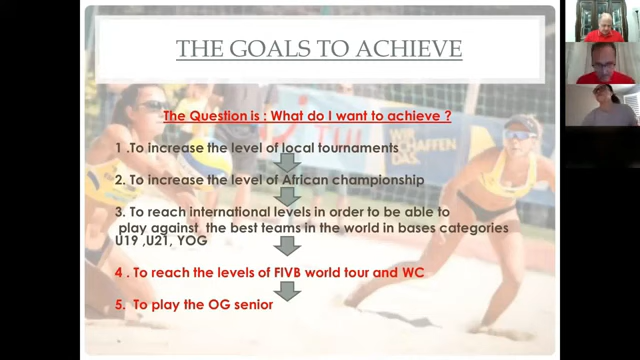 THE GOALS TO ACHIEVE
The Question is : What do I want to achieve ?
1 .To increase the level of local tournaments
2. To increase the level of African championship
3. To reach international levels in order to be able to
play against the best teams in the world in bases categories
U19 ,U21, YOG
4 . To reach the levels of FIVB world tour and WC
5. To play the OG senior
WIR
SCHAFFEN
DAS.